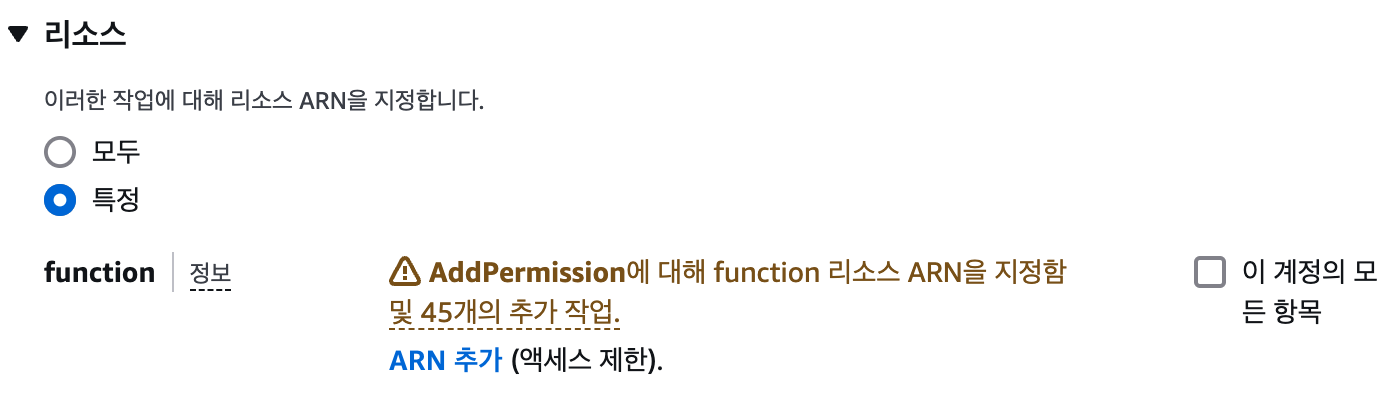 리소스
이러한 작업에 대해 리소스 ARN을 지정합니다.
모두
특정
function 정보
AddPermission에 대해 function 리소스 ARN을 지정함
및 45개의 추가 작업.
ARN 추가 (액세스 제한).
이 계정의 모
든 항목